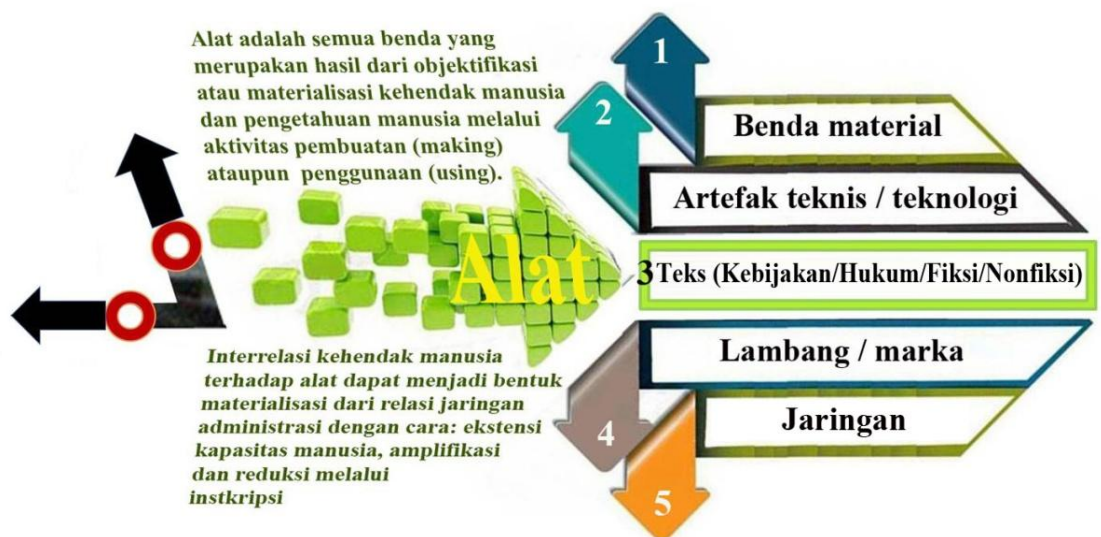 Alat adalah semua benda yang
merupakan hasil dari objektifikasi
atau materialisasi kehendak manusia
dan pengetahuan manusia melalui
aktivitas pembuatan (making)
ataupun penggunaan (using).
Alat
Interrelasi kehendak manusia
terhadap alat dapat menjadi bentuk
materialisasi dari relasi jaringan
administrasi dengan cara: ekstensi
kapasitas manusia, amplifikasi
dan reduksi melalui
instkripsi
1
Benda material
2
Artefak teknis / teknologi
3 Teks (Kebijakan/Hukum/Fiksi/Nonfiksi)
4
Lambang / marka
5
Jaringan